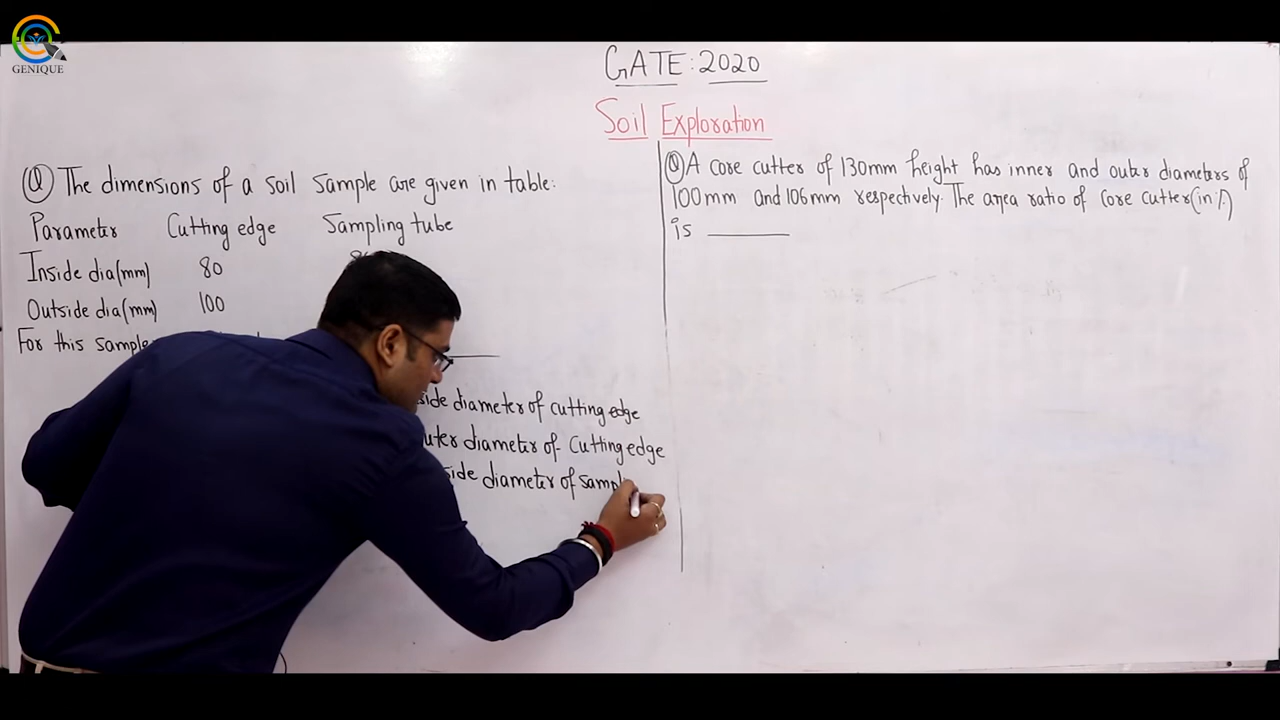 GENIQUE
GATE: 2020
Soil Exploration
Q The dimensions of a soil sample are given in table:
Parameter Cutting edge Sampling tube
Inside dia(mm) 80
Outside dia(mm) 100
For this sample
side diameter of cutting edge
uter diameter of cutting edge
side diameter of sampl
Q A core cutter of 130mm height has inner and outer diameters of
100mm and 106mm respectively. The area ratio of core cutter (in %)
is